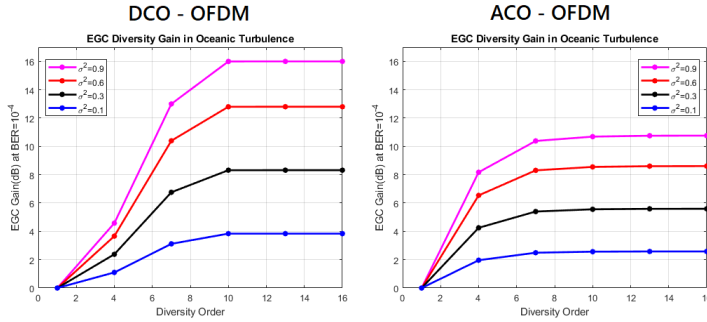 DCO - OFDM
EGC Diversity Gain in Oceanic Turbulence
EGC Gain(dB) at BER=10⁻⁴
16
14
12
10
8
6
4
2
0
σ²=0.9
σ²=0.6
σ²=0.3
σ²=0.1
0 2 4 6 8 10 12 14 16
Diversity Order
ACO - OFDM
EGC Diversity Gain in Oceanic Turbulence
EGC Gain(dB) at BER=10⁻⁴
16
14
12
10
8
6
4
2
0
σ²=0.9
σ²=0.6
σ²=0.3
σ²=0.1
0 2 4 6 8 10 12 14 16
Diversity Order